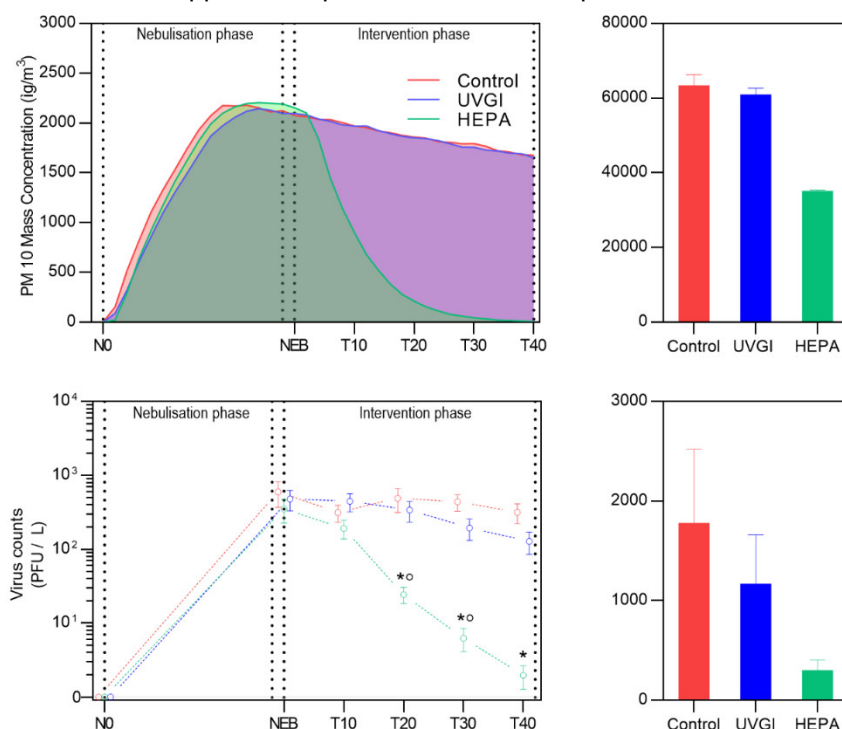 3000
Nebulisation phase
Intervention phase
2500
2000
1500
1000
500
0
PM 10 Mass Concentration (ig/m³)
Control
UVGI
HEPA
N0
NEB
T10
T20
T30
T40
80000
60000
40000
20000
0
Control
UVGI
HEPA
10⁴
Nebulisation phase
Intervention phase
10³
10²
10¹
0
Virus counts
(PFU / L)
*○
*○
*
N0
NEB
T10
T20
T30
T40
3000
2000
1000
0
Control
UVGI
HEPA